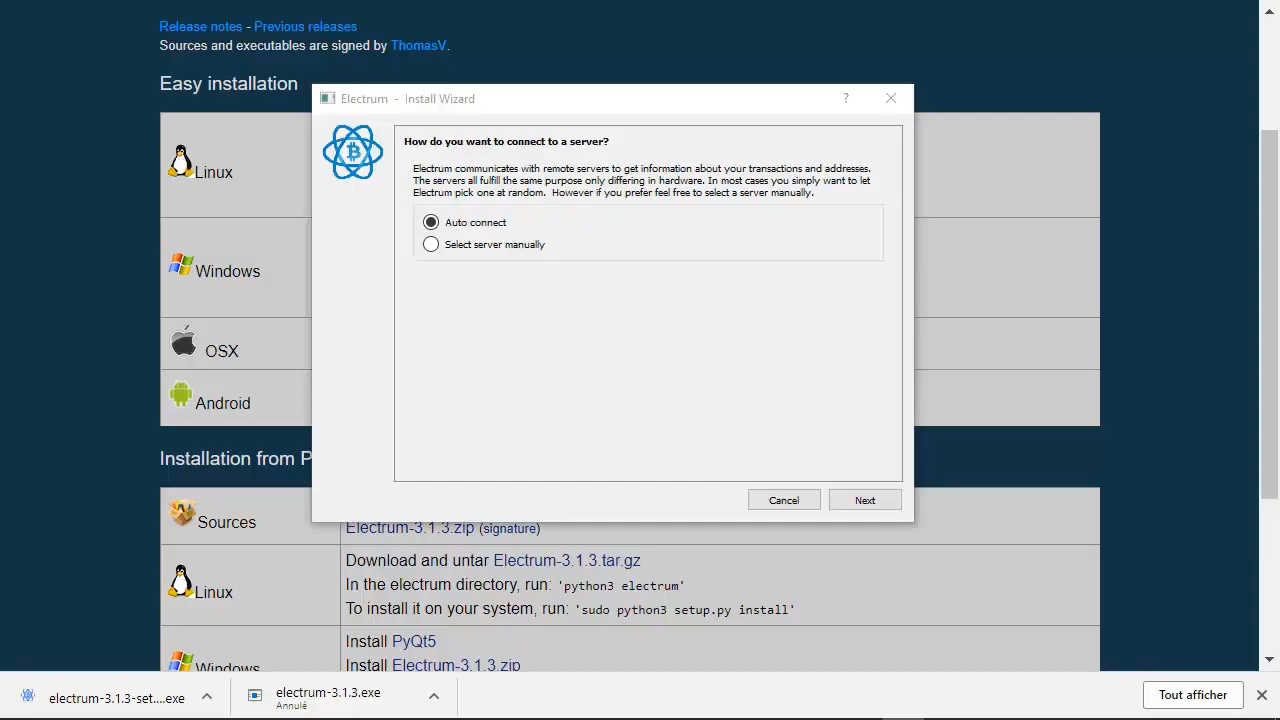 Release notes - Previous releases
Sources and executables are signed by ThomasV.
Easy installation
Electrum - Install Wizard
?
How do you want to connect to a server?
Electrum communicates with remote servers to get information about your transactions and addresses.
The servers all fulfill the same purpose only differing in hardware. In most cases you simply want to let
Electrum pick one at random. However if you prefer feel free to select a server manually.
Auto connect
Select server manually
Cancel
Next
Linux
Windows
OSX
Android
Installation from P
Sources
Electrum-3.1.3.zip (signature)
Linux
Download and untar Electrum-3.1.3.tar.gz
In the electrum directory, run: 'python3 electrum'
To install it on your system, run: 'sudo python3 setup.py install'
Windows
Install PyQt5
Install Electrum-3.1.3.zip
electrum-3.1.3-set....exe
electrum-3.1.3.exe
Annulé
Tout afficher